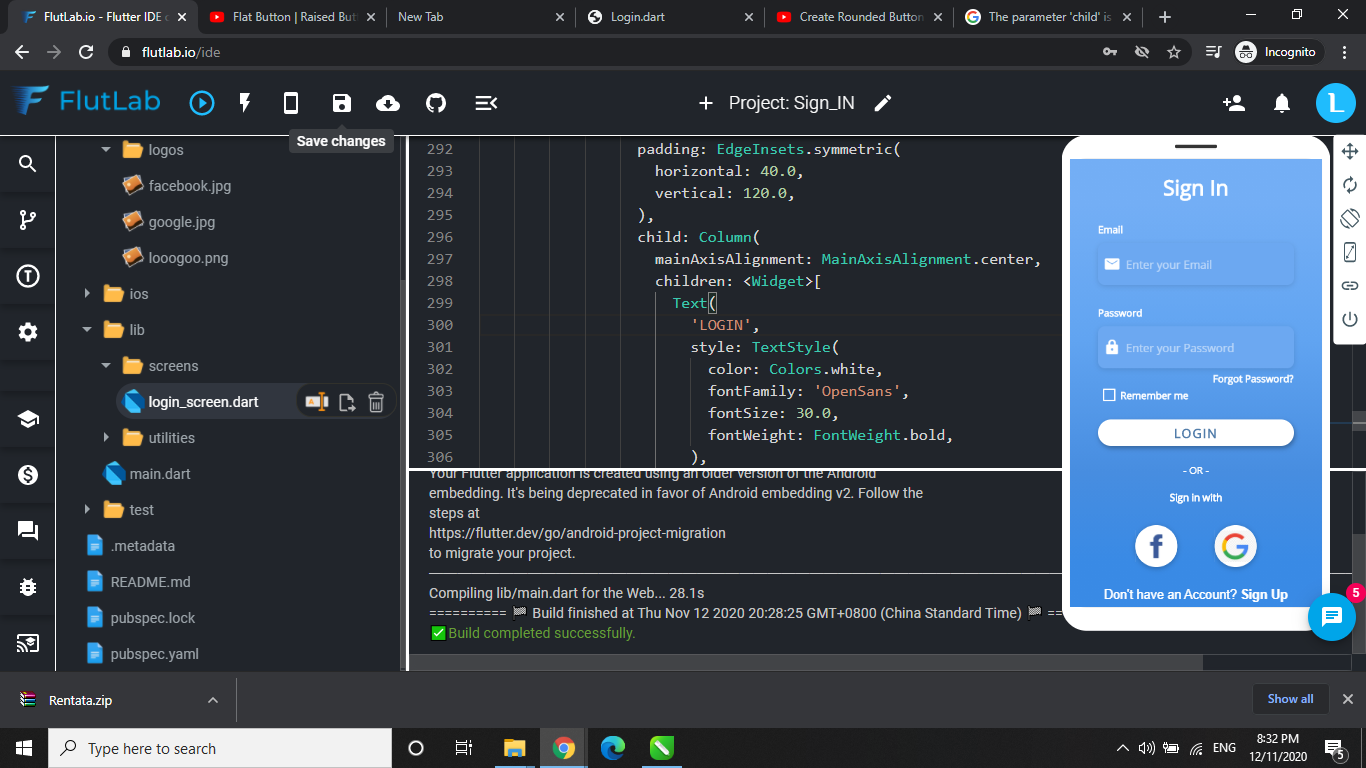 FlutLab.io - Flutter IDE o
Flat Button | Raised But
New Tab
Login.dart
Create Rounded Button
The parameter 'child' is
flutlab.io/ide
Incognito
FlutLab
Project: Sign_IN
L
Save changes
logos
facebook.jpg
google.jpg
looogoo.png
ios
lib
screens
login_screen.dart
utilities
main.dart
test
.metadata
README.md
pubspec.lock
pubspec.yaml
292 padding: EdgeInsets.symmetric(
293 horizontal: 40.0,
294 vertical: 120.0,
295 ),
296 child: Column(
297 mainAxisAlignment: MainAxisAlignment.center,
298 children: <Widget>[
299 Text(
300 'LOGIN',
301 style: TextStyle(
302 color: Colors.white,
303 fontFamily: 'OpenSans',
304 fontSize: 30.0,
305 fontWeight: FontWeight.bold,
306 ),
Your Flutter application is created using an older version of the Android
embedding. It's being deprecated in favor of Android embedding v2. Follow the
steps at
https://flutter.dev/go/android-project-migration
to migrate your project.
Compiling lib/main.dart for the Web... 28.1s
========== Build finished at Thu Nov 12 2020 20:28:25 GMT+0800 (China Standard Time) ==
Build completed successfully.
Sign In
Email
Enter your Email
Password
Enter your Password
Forgot Password?
Remember me
LOGIN
- OR -
Sign in with
f
G
Don't have an Account? Sign Up
5
Rentata.zip
Show all
Type here to search
ENG
8:32 PM
12/11/2020
5